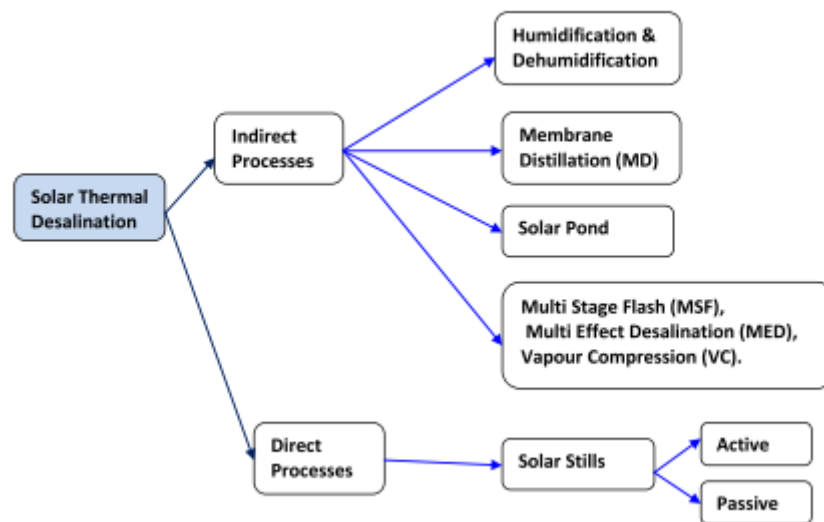 Humidification &
Dehumidification
Indirect
Processes
Membrane
Distillation (MD)
Solar Thermal
Desalination
Solar Pond
Multi Stage Flash (MSF),
Multi Effect Desalination (MED),
Vapour Compression (VC).
Direct
Processes
Solar Stills
Active
Passive